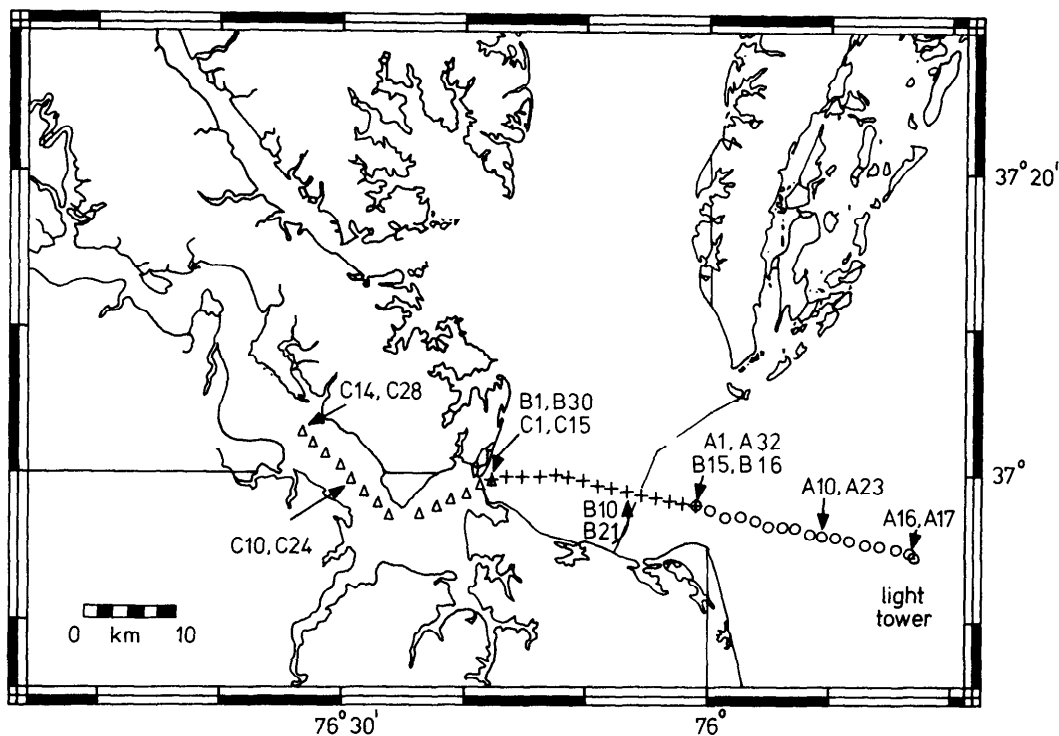 37° 20'
C14, C28
B1, B30
C1, C15
A1, A32
B15, B16
37°
A10, A23
A16, A17
B10
B21
C10, C24
light
tower
0 km 10
76° 30'
76°